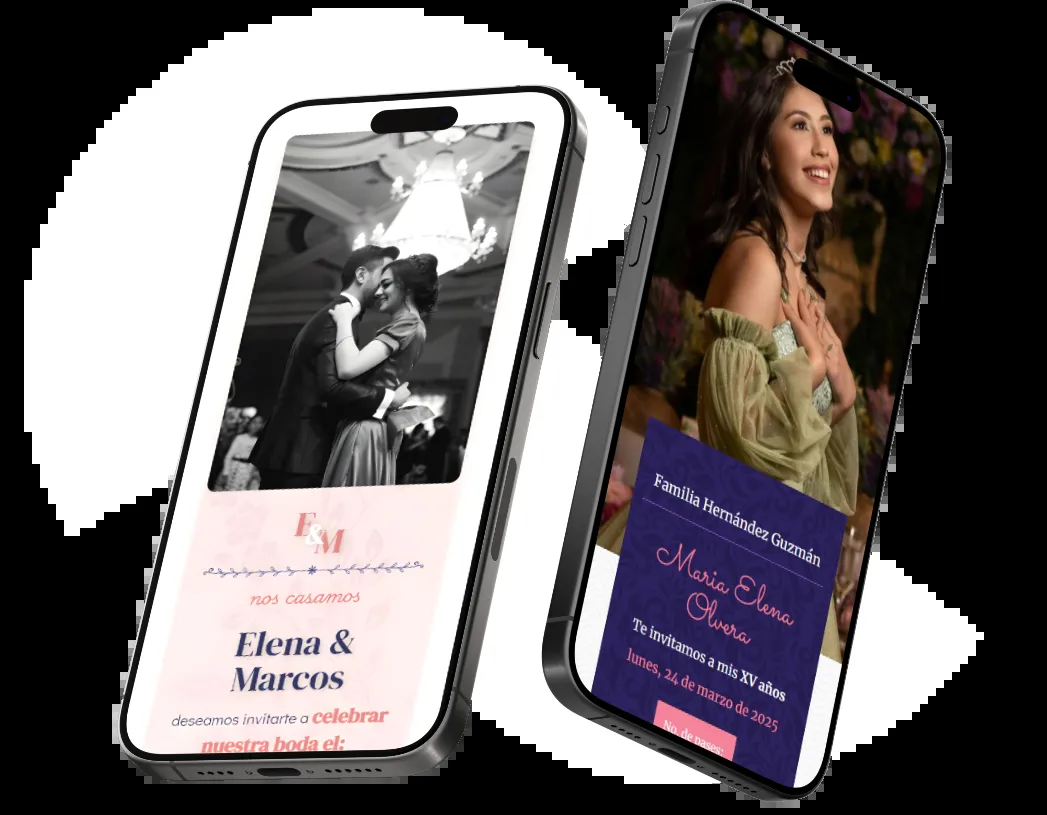 E
&
M
nos casamos
Elena &
Marcos
deseamos invitarte a celebrar
nuestra boda el:
Familia Hernández Guzmán
Maria Elena
Olvera
Te invitamos a mis XV años
lunes, 24 de marzo de 2025
No. de pases: